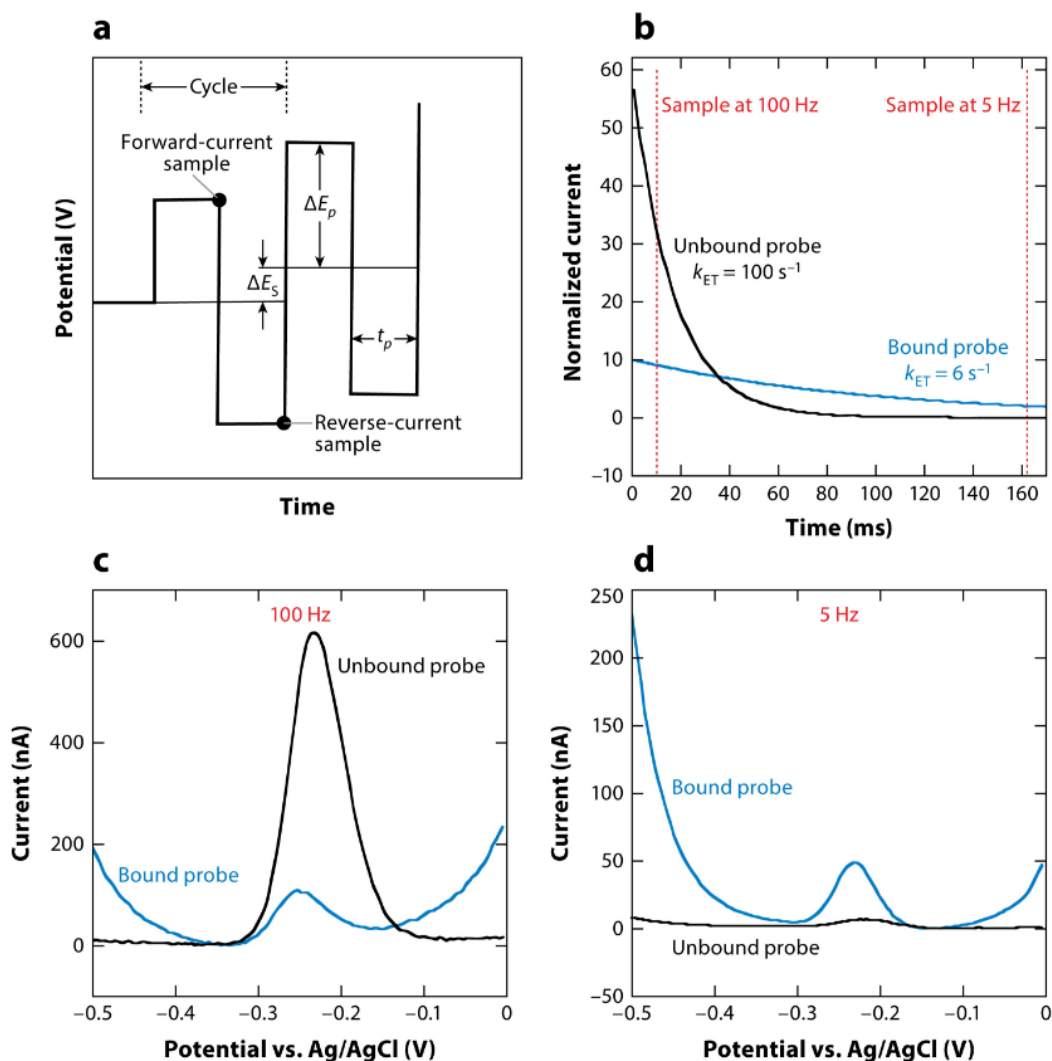 a
Cycle
Forward-current
sample
ΔEp
ΔES
tp
Reverse-current
sample
Potential (V)
Time
b
60
50
40
30
20
10
0
−10
Sample at 100 Hz
Sample at 5 Hz
Unbound probe
kET = 100 s−1
Bound probe
kET = 6 s−1
Normalized current
0 20 40 60 80 100 120 140 160
Time (ms)
c
100 Hz
600
400
200
0
Unbound probe
Bound probe
Current (nA)
−0.5 −0.4 −0.3 −0.2 −0.1 0
Potential vs. Ag/AgCl (V)
d
250
200
150
100
50
0
−50
5 Hz
Bound probe
Unbound probe
Current (nA)
−0.5 −0.4 −0.3 −0.2 −0.1 0
Potential vs. Ag/AgCl (V)